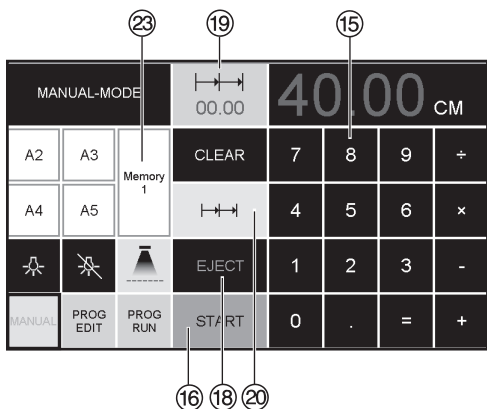 23 19 15
MANUAL-MODE 00.00 40.00 CM
A2 A3 Memory 1 CLEAR 7 8 9 ÷
A4 A5 4 5 6 ×
EJECT 1 2 3 -
MANUAL PROG EDIT PROG RUN START 0 . = +
16 18 20